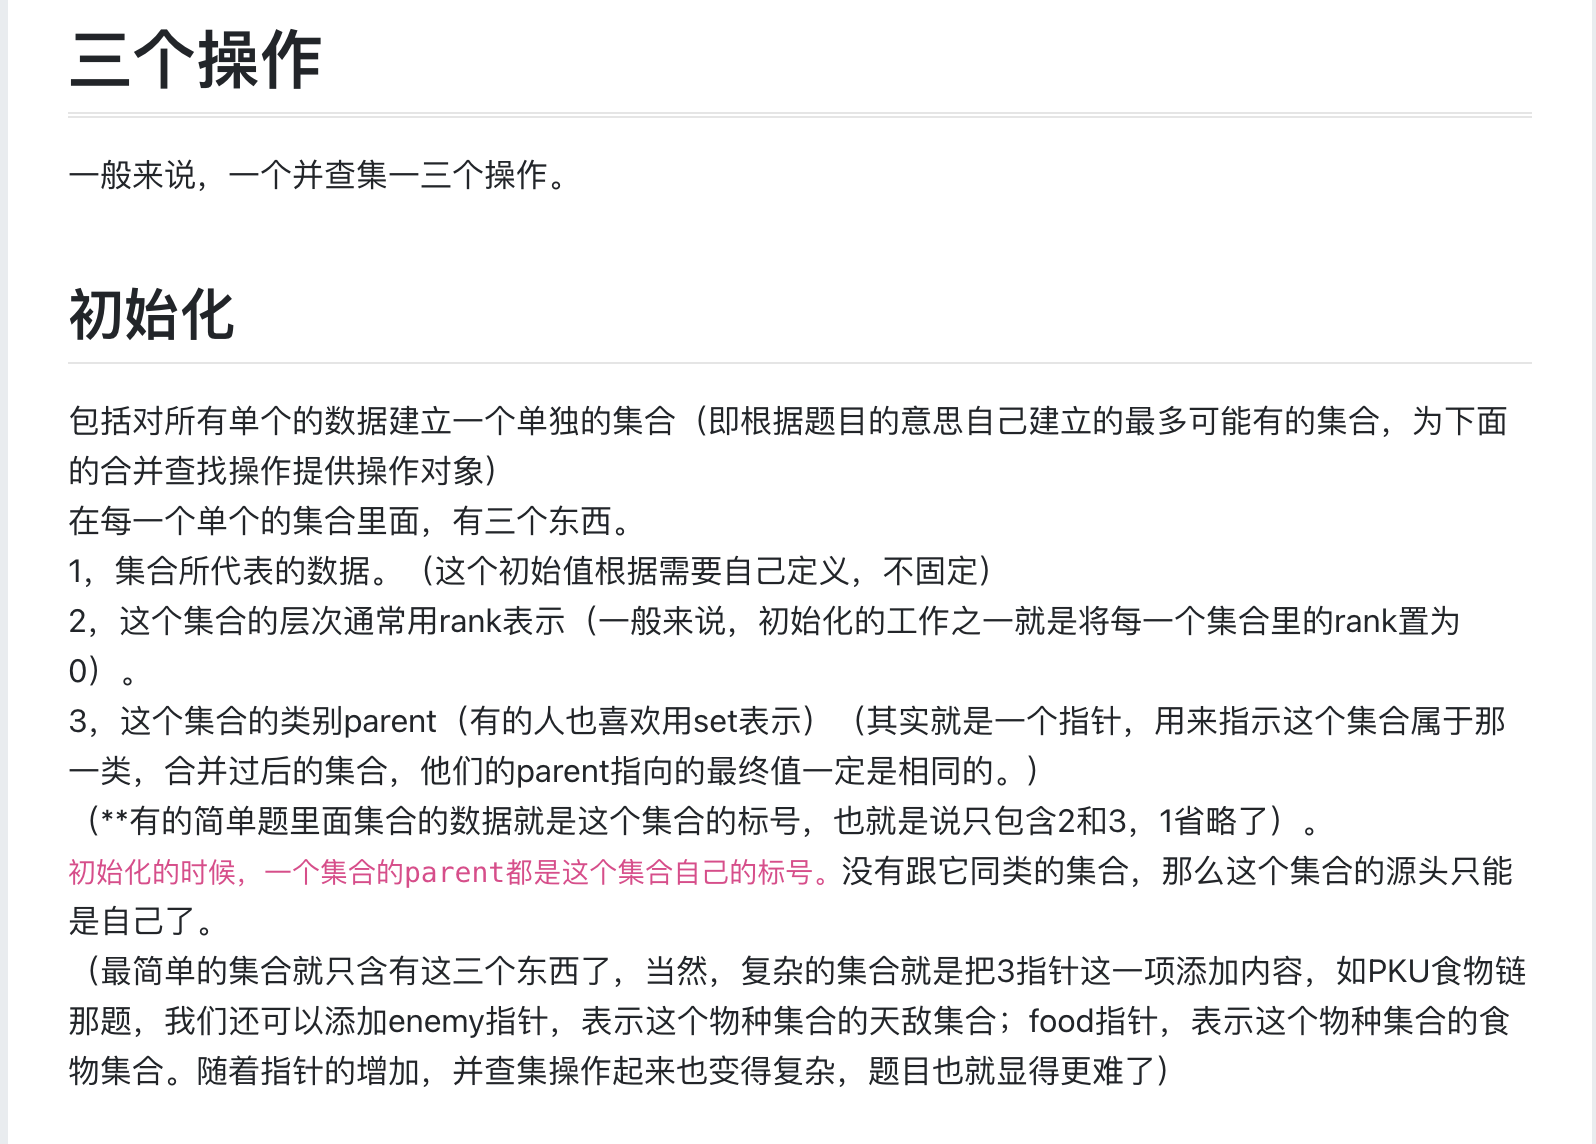 三个操作
一般来说，一个并查集一三个操作。
初始化
包括对所有单个的数据建立一个单独的集合（即根据题目的意思自己建立的最多可能有的集合，为下面
的合并查找操作提供操作对象）
在每一个单个的集合里面，有三个东西。
1，集合所代表的数据。（这个初始值根据需要自己定义，不固定）
2，这个集合的层次通常用rank表示（一般来说，初始化的工作之一就是将每一个集合里的rank置为
0）。
3，这个集合的类别parent（有的人也喜欢用set表示）（其实就是一个指针，用来指示这个集合属于那
一类，合并过后的集合，他们的parent指向的最终值一定是相同的。）
（**有的简单题里面集合的数据就是这个集合的标号，也就是说只包含2和3，1省略了）。
初始化的时候，一个集合的parent都是这个集合自己的标号。没有跟它同类的集合，那么这个集合的源头只能
是自己了。
（最简单的集合就只含有这三个东西了，当然，复杂的集合就是把3指针这一项添加内容，如PKU食物链
那题，我们还可以添加enemy指针，表示这个物种集合的天敌集合；food指针，表示这个物种集合的食
物集合。随着指针的增加，并查集操作起来也变得复杂，题目也就显得更难了）